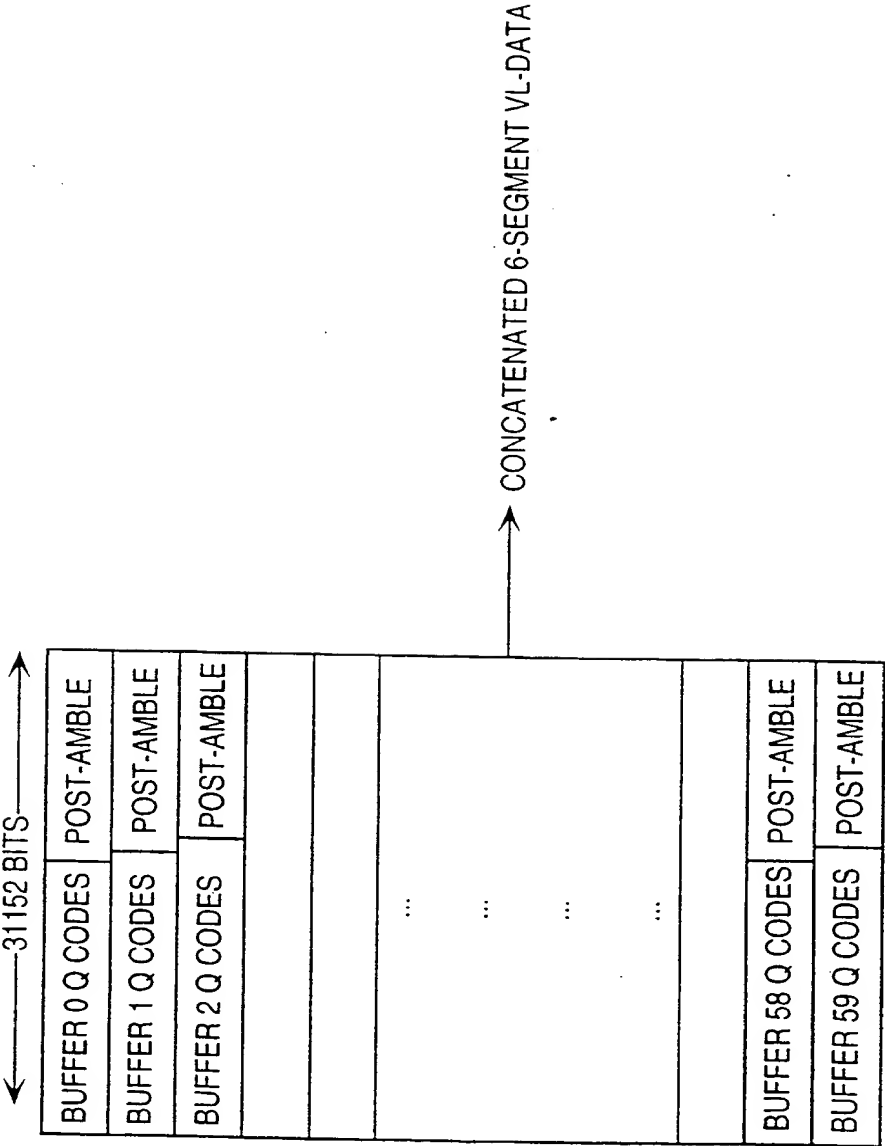 31152 BITS
BUFFER 0 Q CODES POST-AMBLE
BUFFER 1 Q CODES POST-AMBLE
BUFFER 2 Q CODES POST-AMBLE
...
...
...
...
BUFFER 58 Q CODES POST-AMBLE
BUFFER 59 Q CODES POST-AMBLE
CONCATENATED 6-SEGMENT VL-DATA